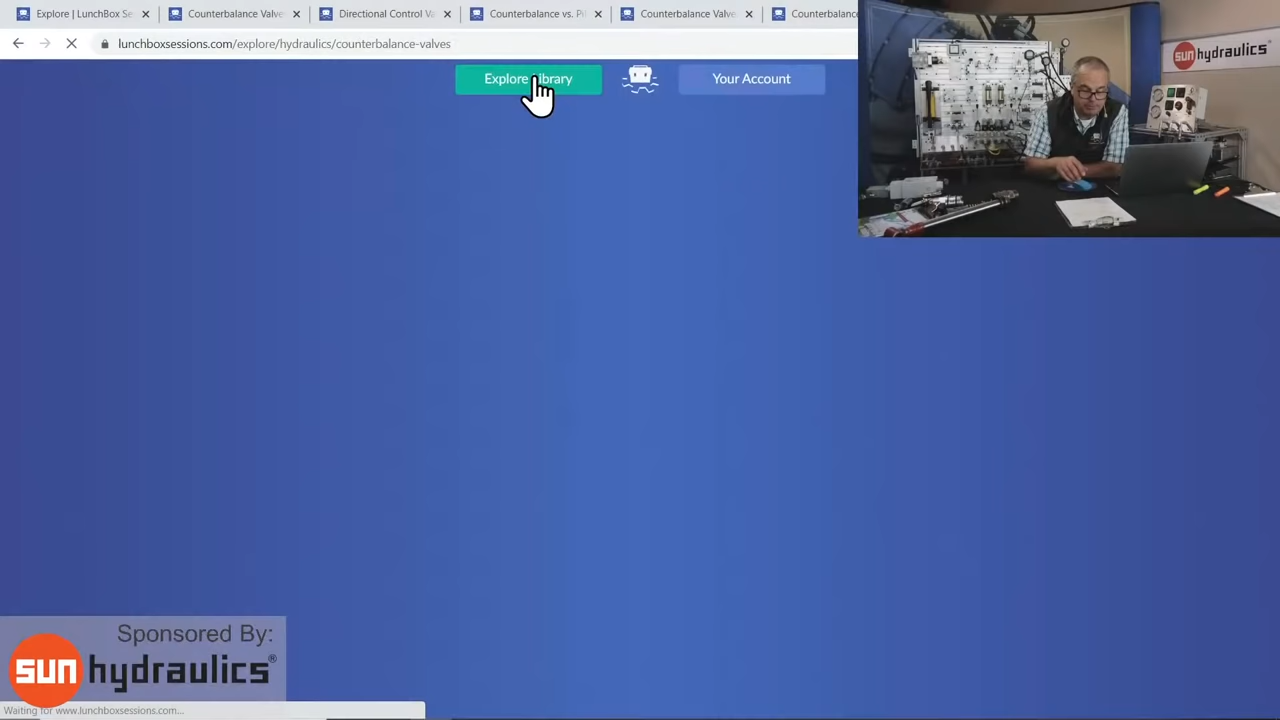 Explore | LunchBox Se
Counterbalance Valve
Directional Control Va
Counterbalance vs. Pi
Counterbalance Valve
Counterbalance
lunchboxsessions.com/explore/hydraulics/counterbalance-valves
Explore Library
Your Account
sun hydraulics
Sponsored By:
sun hydraulics®
Waiting for www.lunchboxsessions.com...